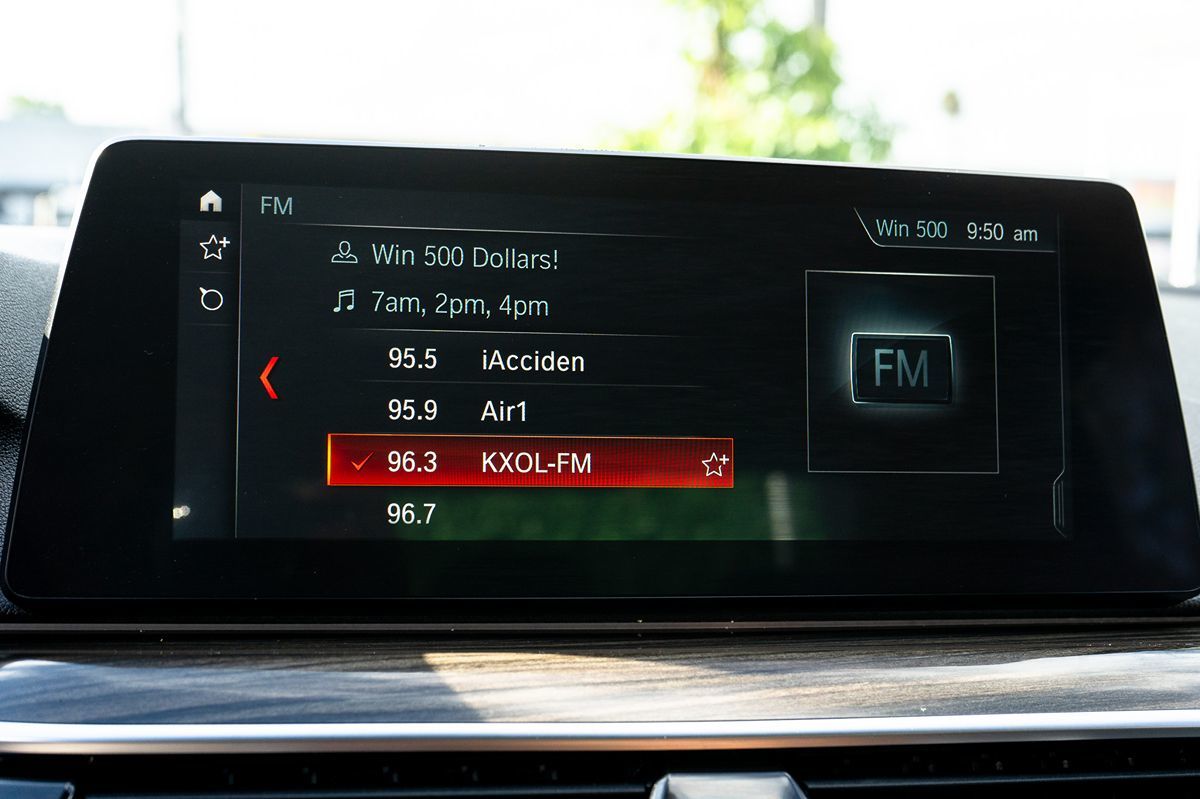 FM
Win 500 9:50 am
Win 500 Dollars!
7am, 2pm, 4pm
95.5 iAcciden
95.9 Air1
96.3 KXOL-FM
96.7
FM